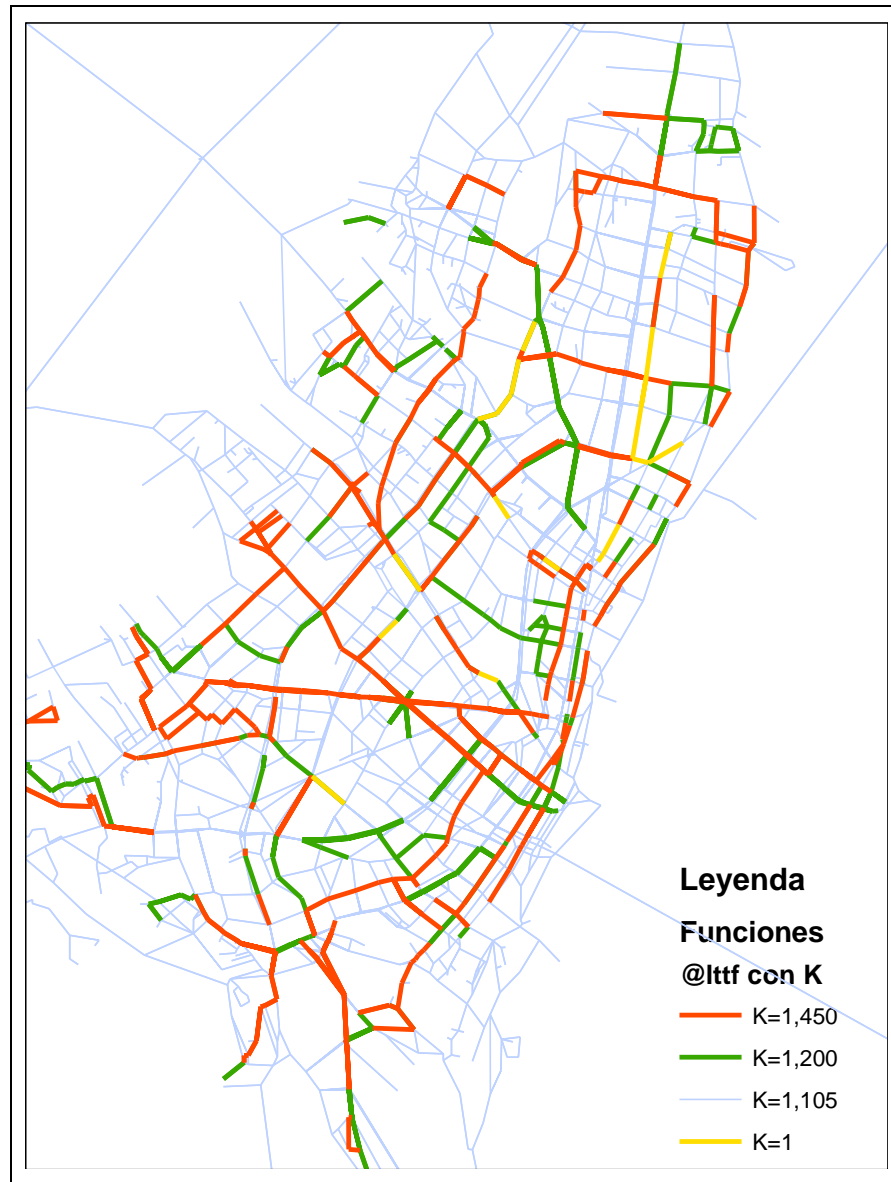 Leyenda
Funciones
@lttf con K
K=1,450
K=1,200
K=1,105
K=1